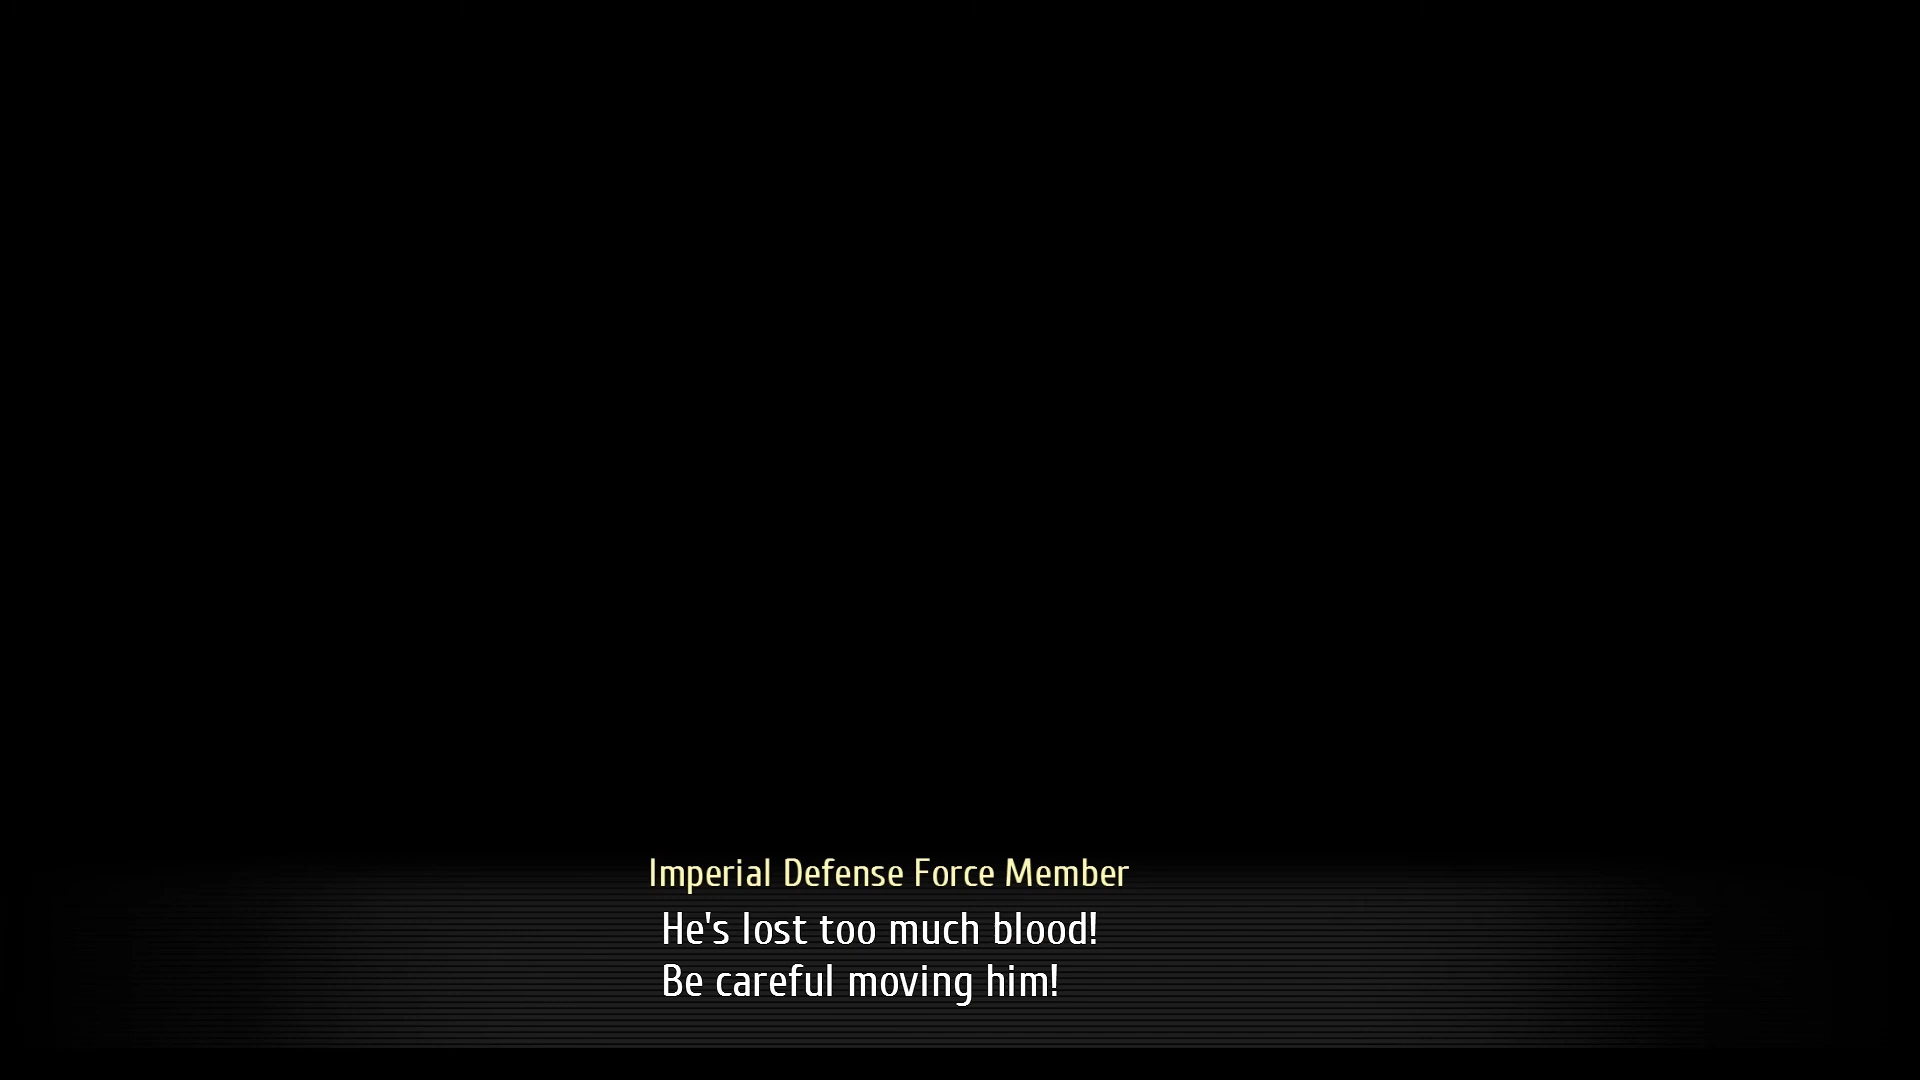 Imperial Defense Force Member
He's lost too much blood!
Be careful moving him!